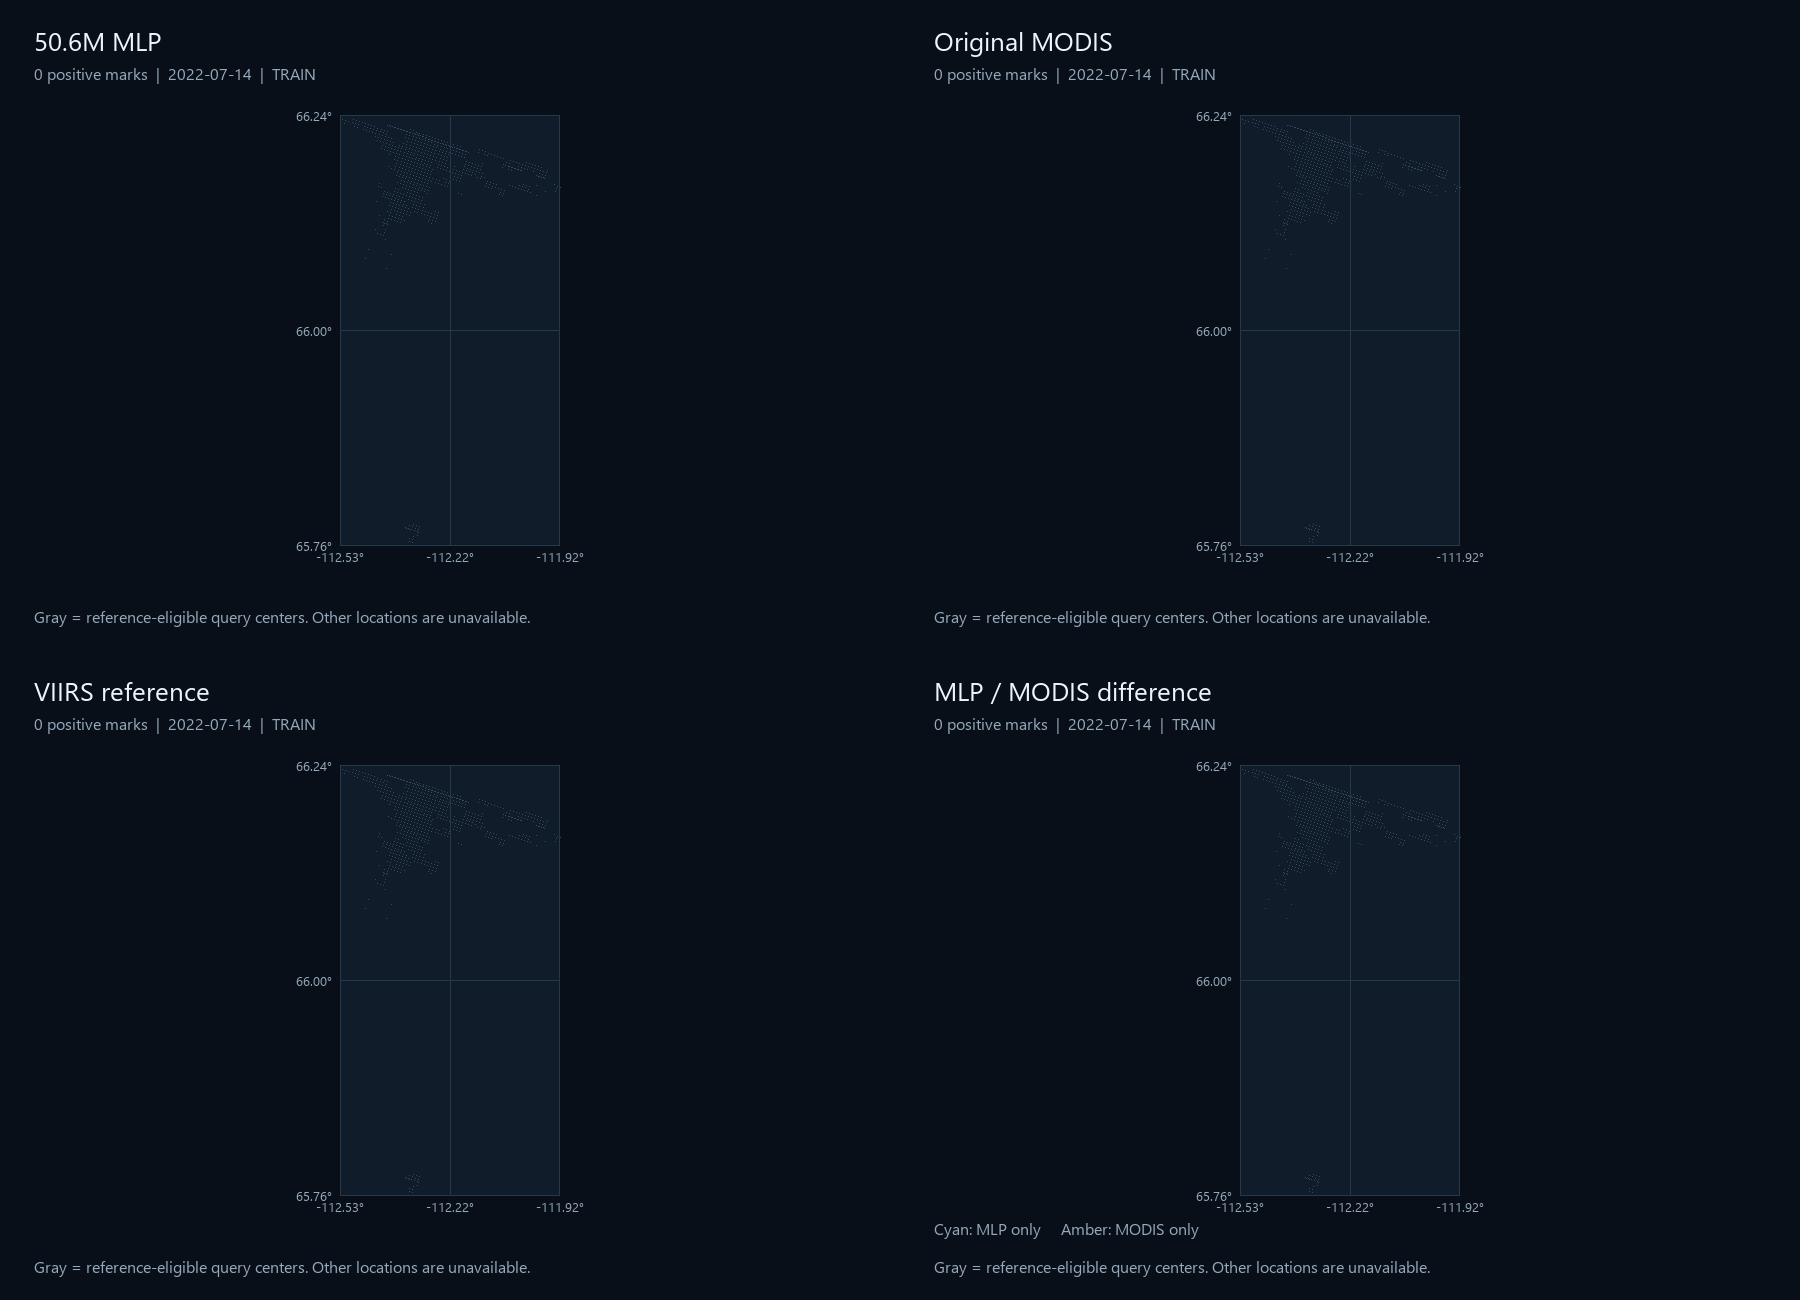 50.6M MLP
0 positive marks | 2022-07-14 | TRAIN
66.24°
66.00°
65.76°
-112.53° -112.22° -111.92°
Gray = reference-eligible query centers. Other locations are unavailable.
Original MODIS
0 positive marks | 2022-07-14 | TRAIN
66.24°
66.00°
65.76°
-112.53° -112.22° -111.92°
Gray = reference-eligible query centers. Other locations are unavailable.
VIIRS reference
0 positive marks | 2022-07-14 | TRAIN
66.24°
66.00°
65.76°
-112.53° -112.22° -111.92°
Gray = reference-eligible query centers. Other locations are unavailable.
MLP / MODIS difference
0 positive marks | 2022-07-14 | TRAIN
66.24°
66.00°
65.76°
-112.53° -112.22° -111.92°
Cyan: MLP only Amber: MODIS only
Gray = reference-eligible query centers. Other locations are unavailable.